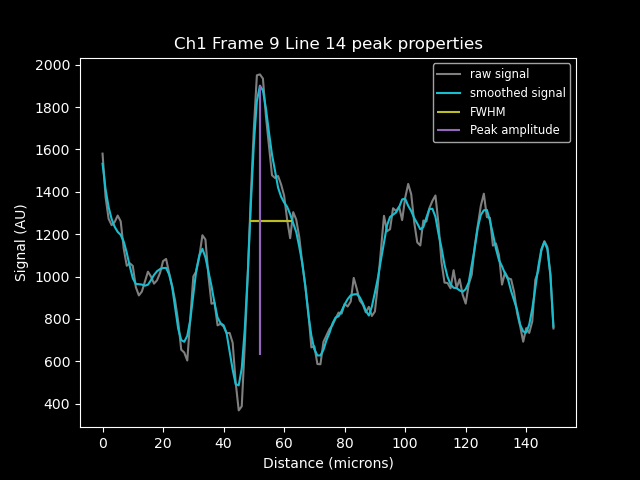 Ch1 Frame 9 Line 14 peak properties
raw signal
smoothed signal
FWHM
Peak amplitude
Signal (AU)
2000
1800
1600
1400
1200
1000
800
600
400
0 20 40 60 80 100 120 140
Distance (microns)